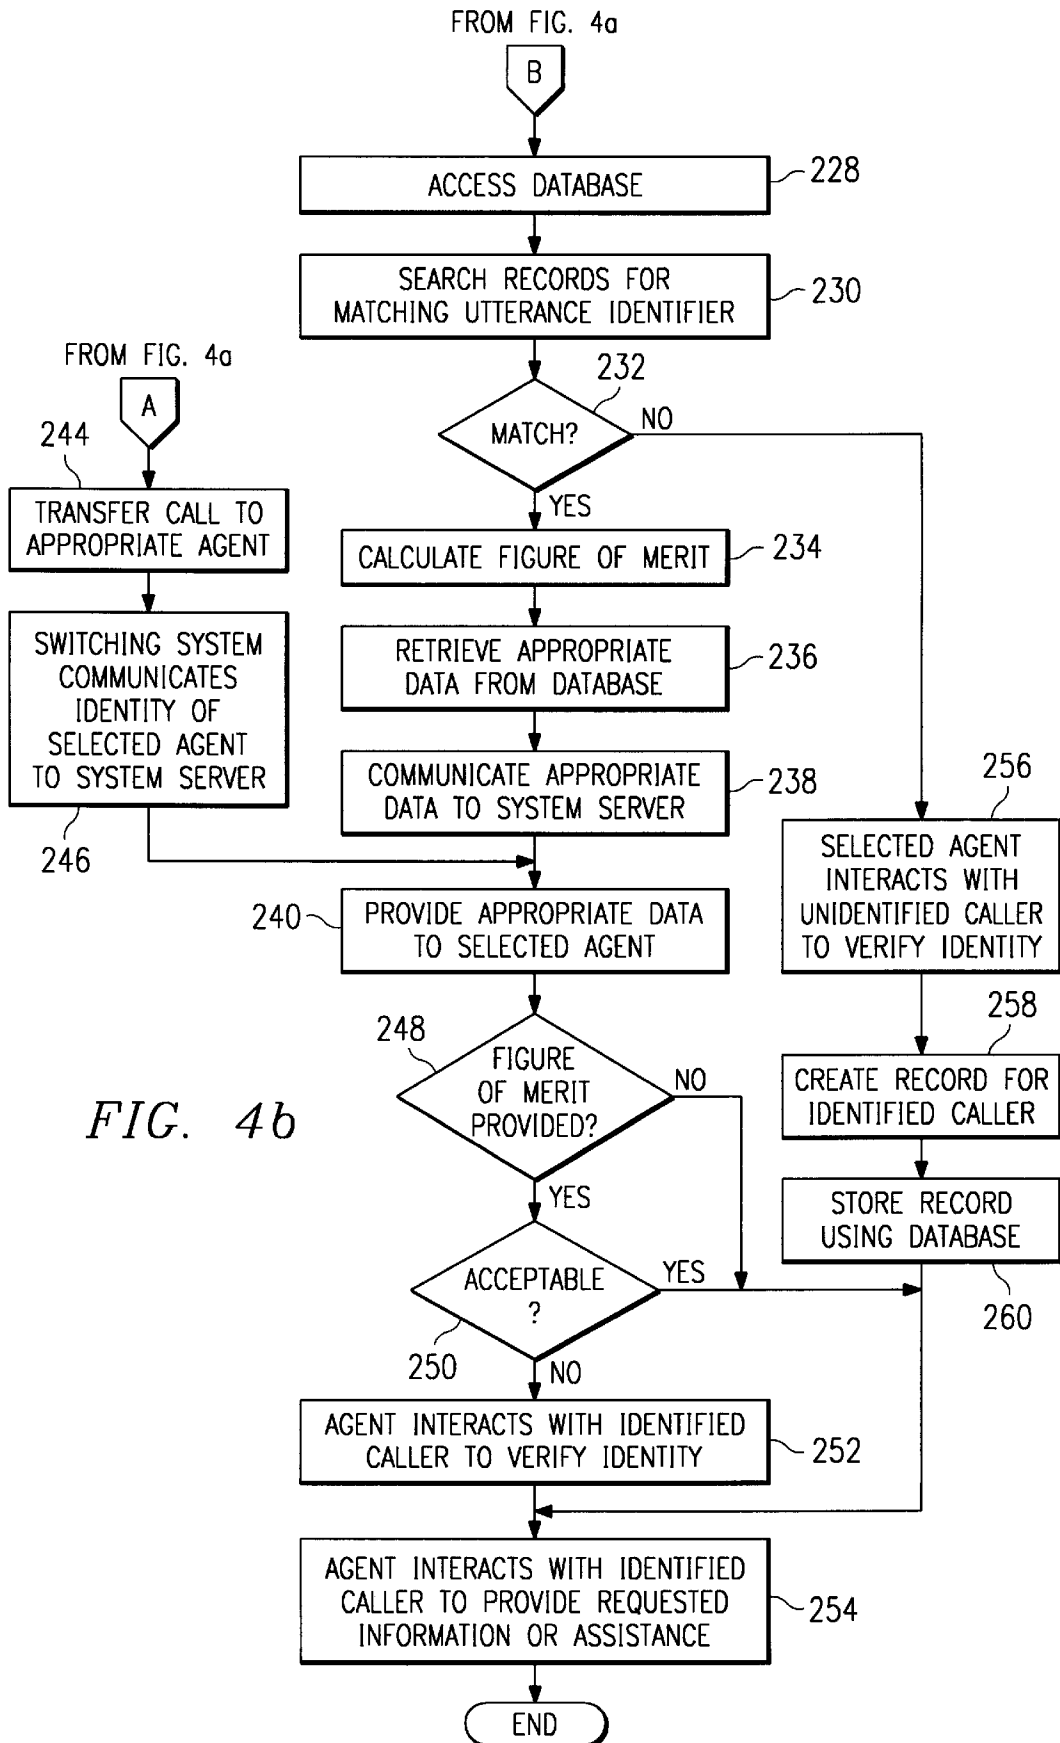 FROM FIG. 4a
B
ACCESS DATABASE
228
SEARCH RECORDS FOR
MATCHING UTTERANCE IDENTIFIER
230
FROM FIG. 4a
A
232
MATCH?
NO
YES
244
TRANSFER CALL TO
APPROPRIATE AGENT
CALCULATE FIGURE OF MERIT
234
SWITCHING SYSTEM
COMMUNICATES
IDENTITY OF
SELECTED AGENT
TO SYSTEM SERVER
246
RETRIEVE APPROPRIATE
DATA FROM DATABASE
236
COMMUNICATE APPROPRIATE
DATA TO SYSTEM SERVER
238
256
SELECTED AGENT
INTERACTS WITH
UNIDENTIFIED CALLER
TO VERIFY IDENTITY
240
PROVIDE APPROPRIATE DATA
TO SELECTED AGENT
248
FIGURE
OF MERIT
PROVIDED?
NO
YES
258
CREATE RECORD FOR
IDENTIFIED CALLER
FIG. 4b
STORE RECORD
USING DATABASE
260
ACCEPTABLE
?
YES
250
NO
AGENT INTERACTS WITH IDENTIFIED
CALLER TO VERIFY IDENTITY
252
AGENT INTERACTS WITH IDENTIFIED
CALLER TO PROVIDE REQUESTED
INFORMATION OR ASSISTANCE
254
END